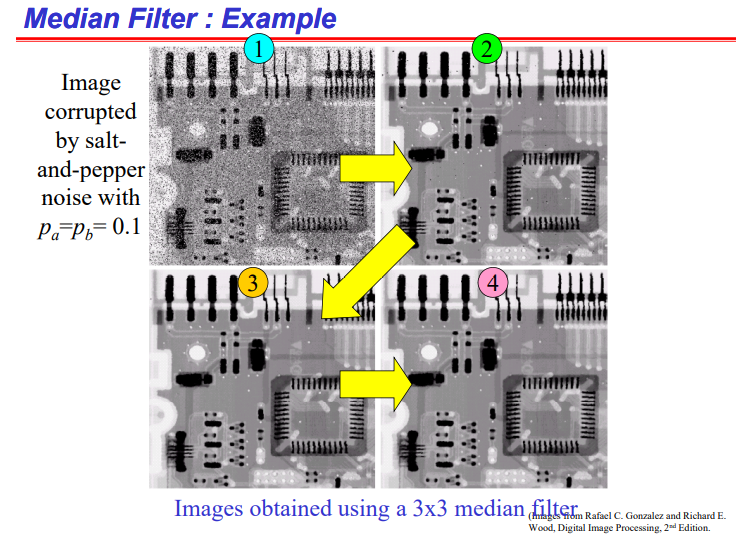 Median Filter : Example
1
2
Image
corrupted
by salt-
and-pepper
noise with
pa=pb= 0.1
3
4
Images obtained using a 3x3 median filter
(Images from Rafael C. Gonzalez and Richard E.
Wood, Digital Image Processing, 2nd Edition.